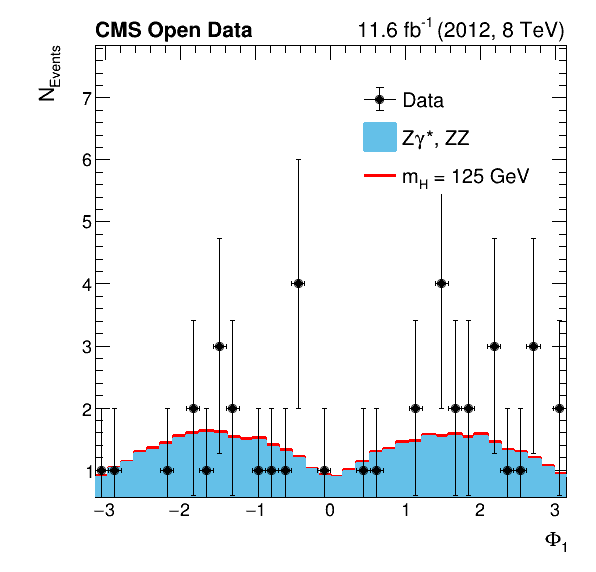 CMS Open Data 11.6 fb-1 (2012, 8 TeV)
NEvents
Data
Zγ*, ZZ
mH = 125 GeV
7
6
5
4
3
2
1
−3 −2 −1 0 1 2 3
Φ1